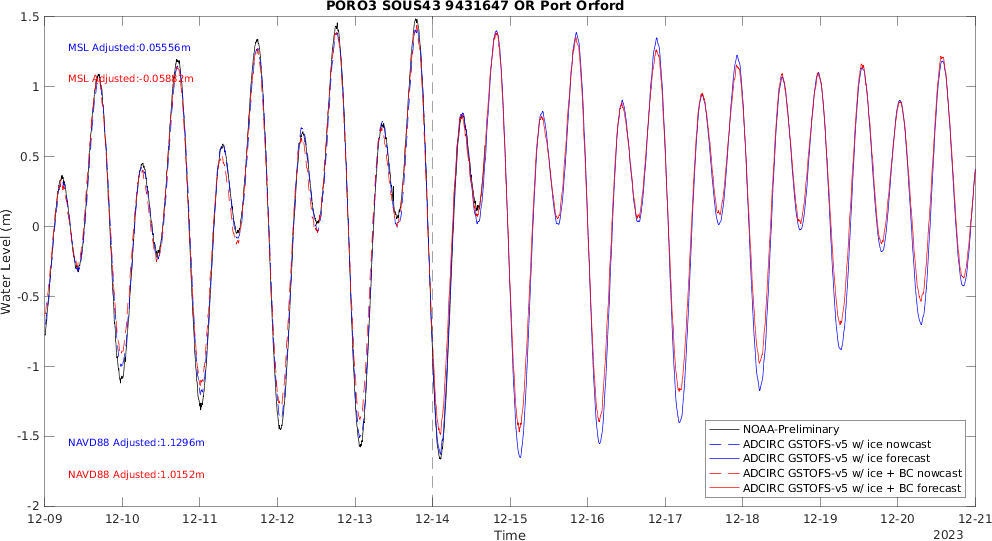 PORO3 SOUS43 9431647 OR Port Orford
MSL Adjusted:0.05556m
MSL Adjusted:-0.05882m
NAVD88 Adjusted:1.1296m
NAVD88 Adjusted:1.0152m
Water Level (m)
1.5
1
0.5
0
-0.5
-1
-1.5
-2
NOAA-Preliminary
ADCIRC GSTOFS-v5 w/ ice nowcast
ADCIRC GSTOFS-v5 w/ ice forecast
ADCIRC GSTOFS-v5 w/ ice + BC nowcast
ADCIRC GSTOFS-v5 w/ ice + BC forecast
12-09 12-10 12-11 12-12 12-13 12-14 12-15 12-16 12-17 12-18 12-19 12-20 12-21
Time
2023